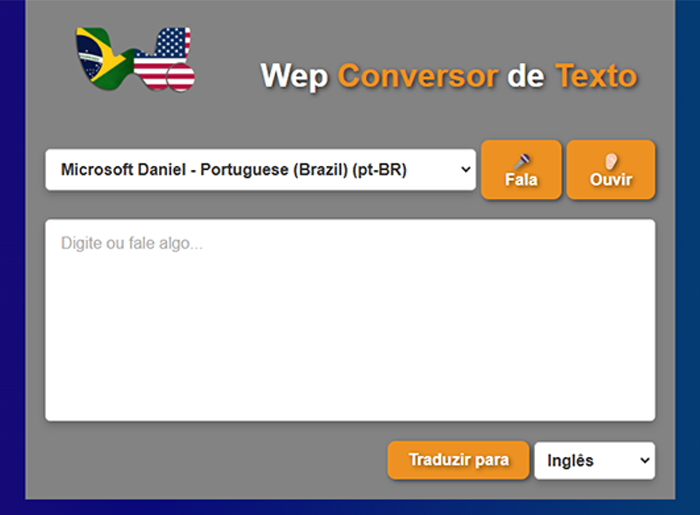 Wep Conversor de Texto
Microsoft Daniel - Portuguese (Brazil) (pt-BR)
Fala
Ouvir
Digite ou fale algo...
Traduzir para
Inglês